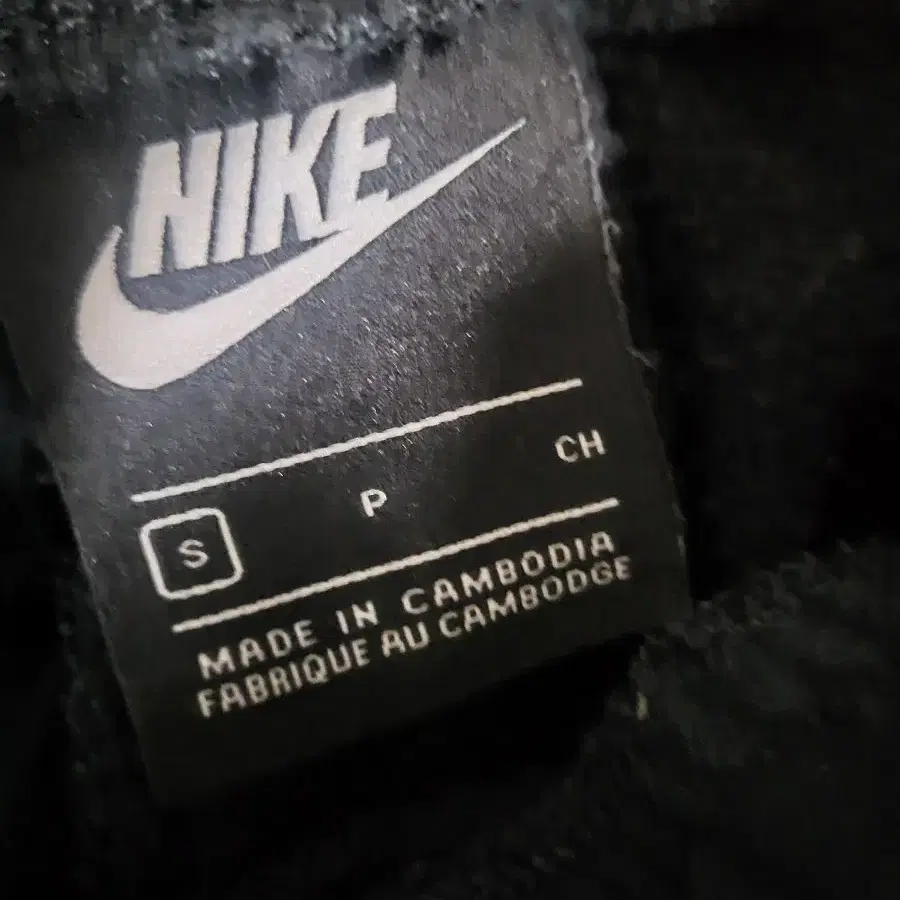 NIKE
S P CH
MADE IN CAMBODIA
FABRIQUE AU CAMBODGE